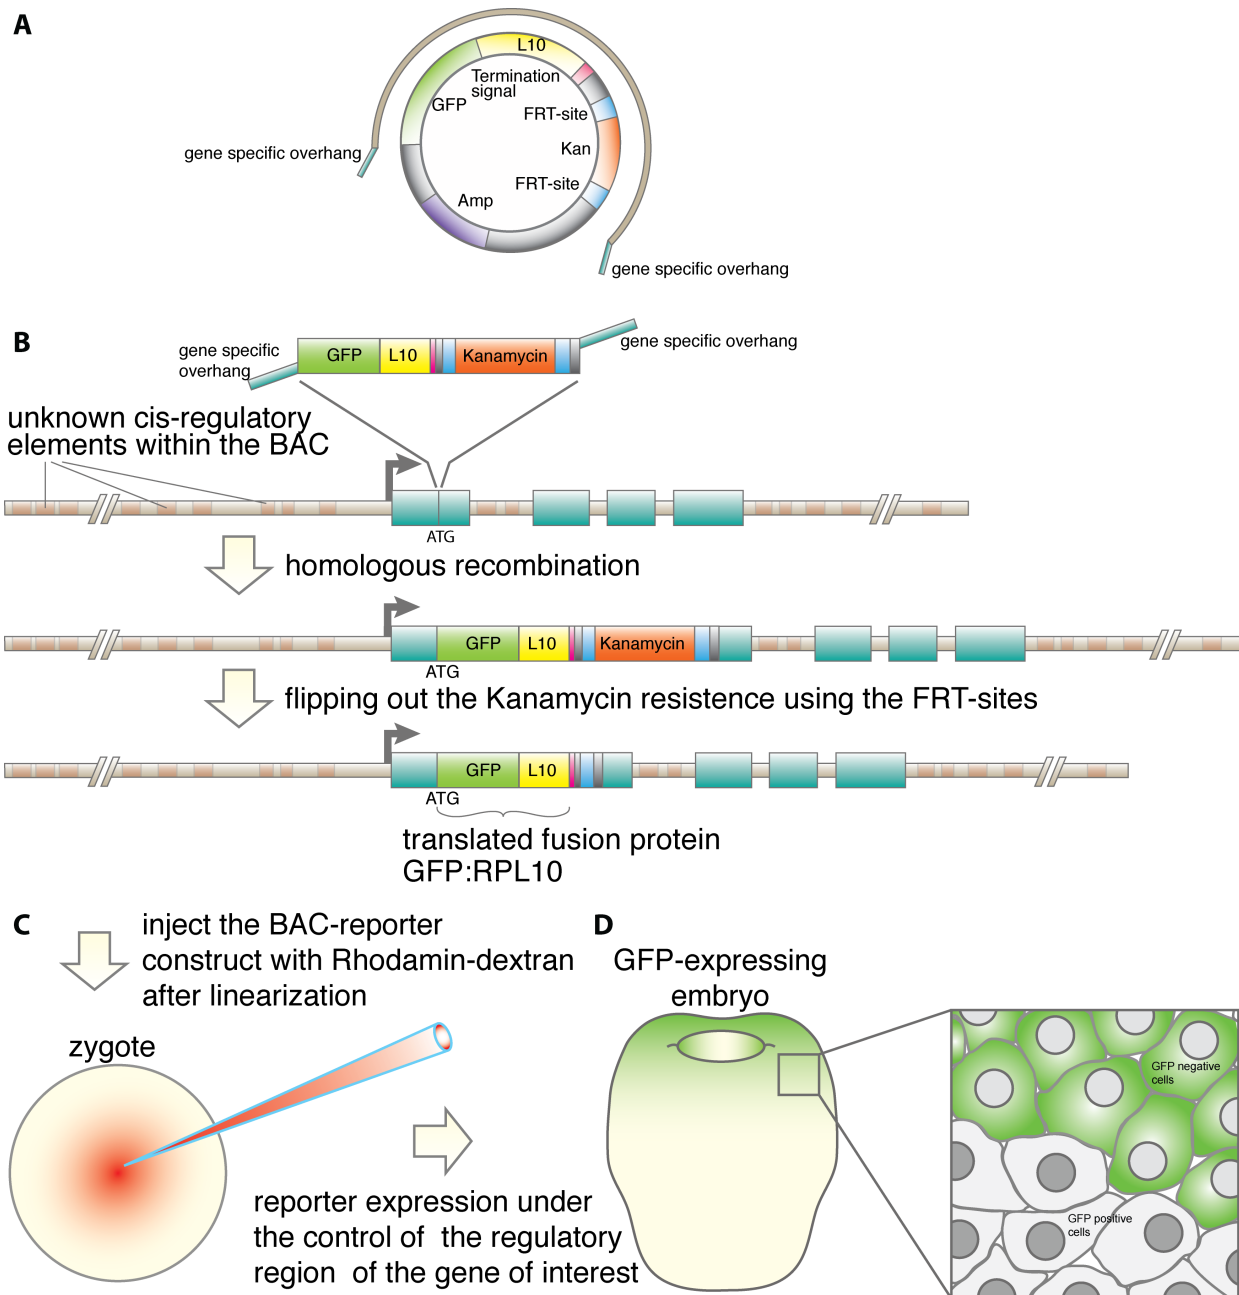 A
L10
Termination
signal
GFP
FRT-site
Kan
gene specific overhang
FRT-site
Amp
gene specific overhang
B
gene specific
overhang
GFP
L10
Kanamycin
gene specific overhang
unknown cis-regulatory
elements within the BAC
ATG
homologous recombination
GFP
L10
Kanamycin
ATG
flipping out the Kanamycin resistence using the FRT-sites
GFP
L10
ATG
translated fusion protein
GFP:RPL10
C
inject the BAC-reporter
construct with Rhodamin-dextran
after linearization
zygote
reporter expression under
the control of the regulatory
region of the gene of interest
D
GFP-expressing
embryo
GFP negative
cells
GFP positive
cells